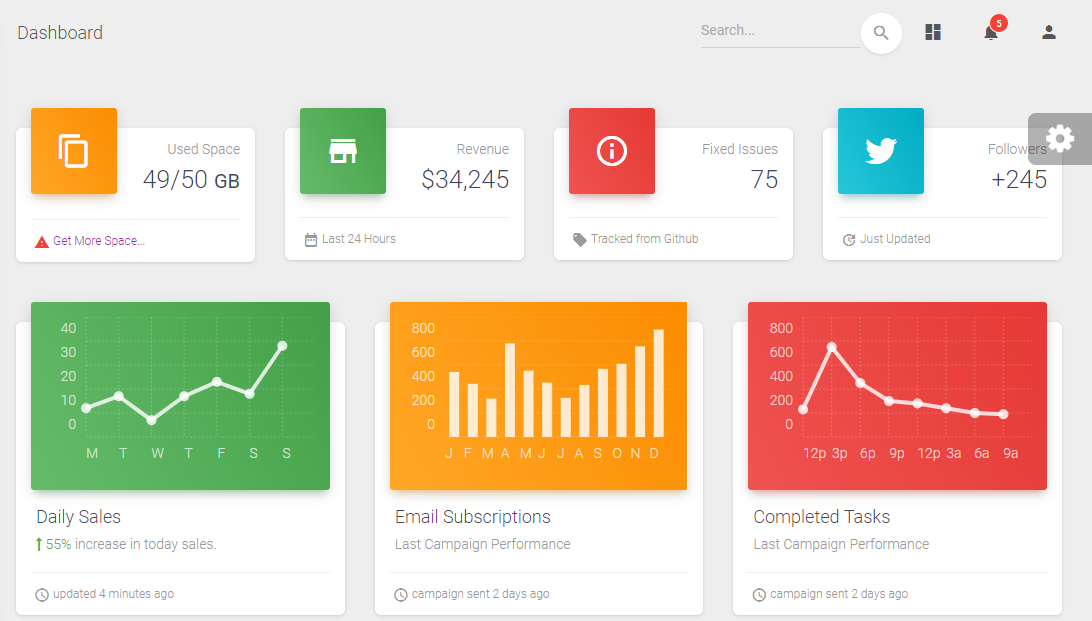 Dashboard
Search...
5
Used Space
49/50 GB
Get More Space...
Revenue
$34,245
Last 24 Hours
Fixed Issues
75
Tracked from Github
Followers
+245
Just Updated
40
30
20
10
0
M T W T F S S
Daily Sales
55% increase in today sales.
updated 4 minutes ago
800
600
400
200
0
J F M A M J J A S O N D
Email Subscriptions
Last Campaign Performance
campaign sent 2 days ago
800
600
400
200
0
12p 3p 6p 9p 12p 3a 6a 9a
Completed Tasks
Last Campaign Performance
campaign sent 2 days ago